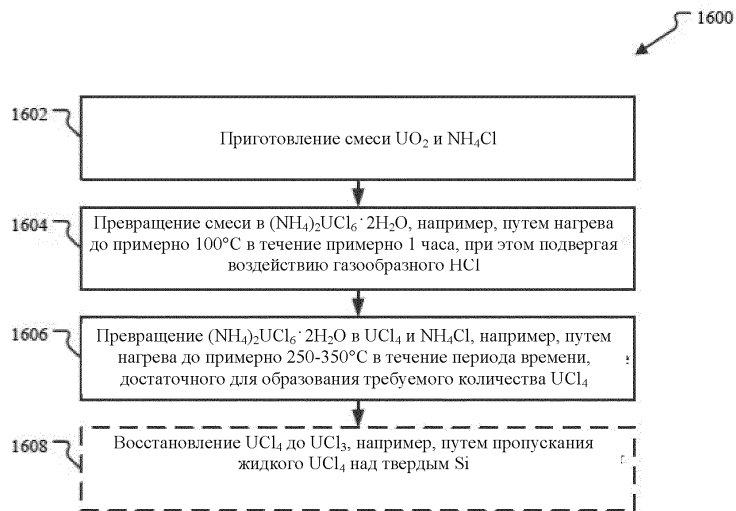 1600
1602
Приготовление смеси UO₂ и NH₄Cl
1604
Превращение смеси в (NH₄)₂UCl₆·2H₂O, например, путем нагрева
до примерно 100°C в течение примерно 1 часа, при этом подвергая
воздействию газообразного HCl
1606
Превращение (NH₄)₂UCl₆·2H₂O в UCl₄ и NH₄Cl, например, путем
нагрева до примерно 250-350°C в течение периода времени,
достаточного для образования требуемого количества UCl₄
1608
Восстановление UCl₄ до UCl₃, например, путем пропускания
жидкого UCl₄ над твердым Si